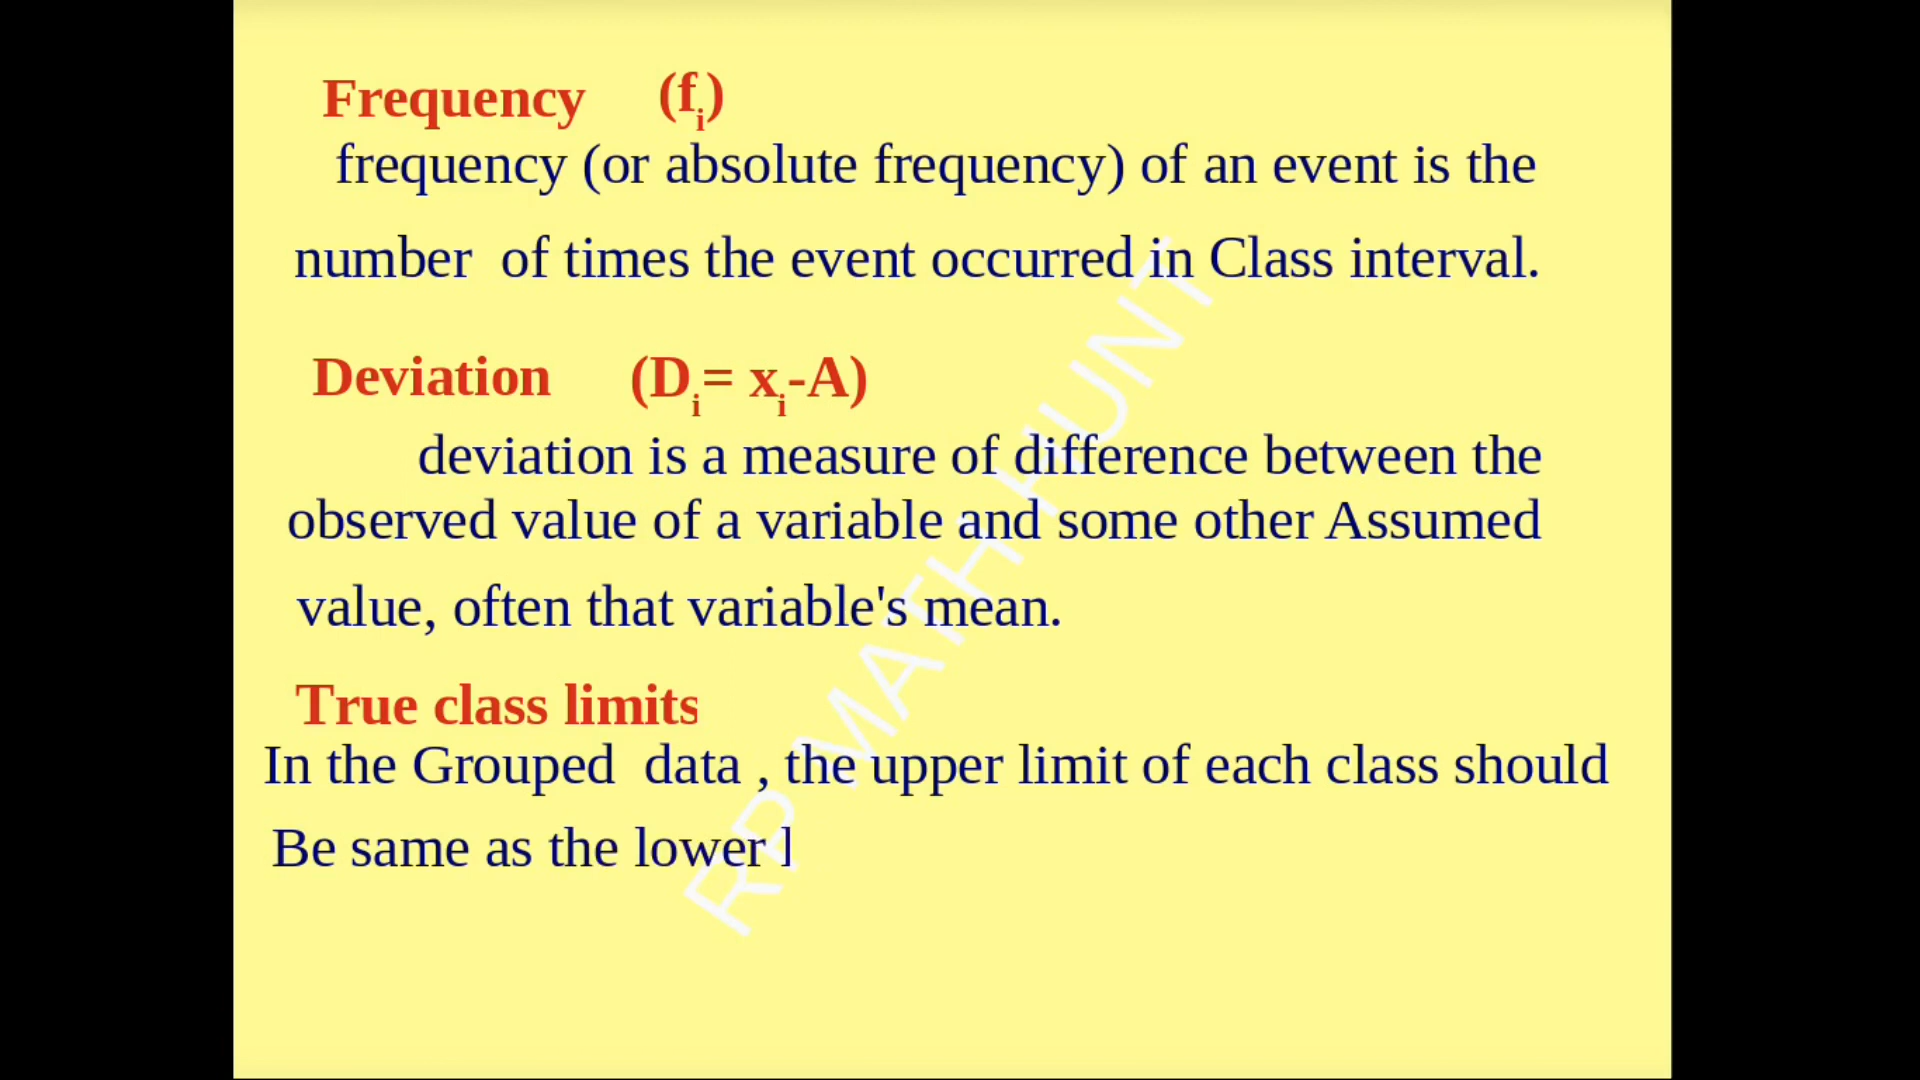 Frequency (fi)
frequency (or absolute frequency) of an event is the
number of times the event occurred in Class interval.
Deviation (Di= xi-A)
deviation is a measure of difference between the
observed value of a variable and some other Assumed
value, often that variable's mean.
True class limits
In the Grouped data , the upper limit of each class should
Be same as the lower l
RP MATH HUNT